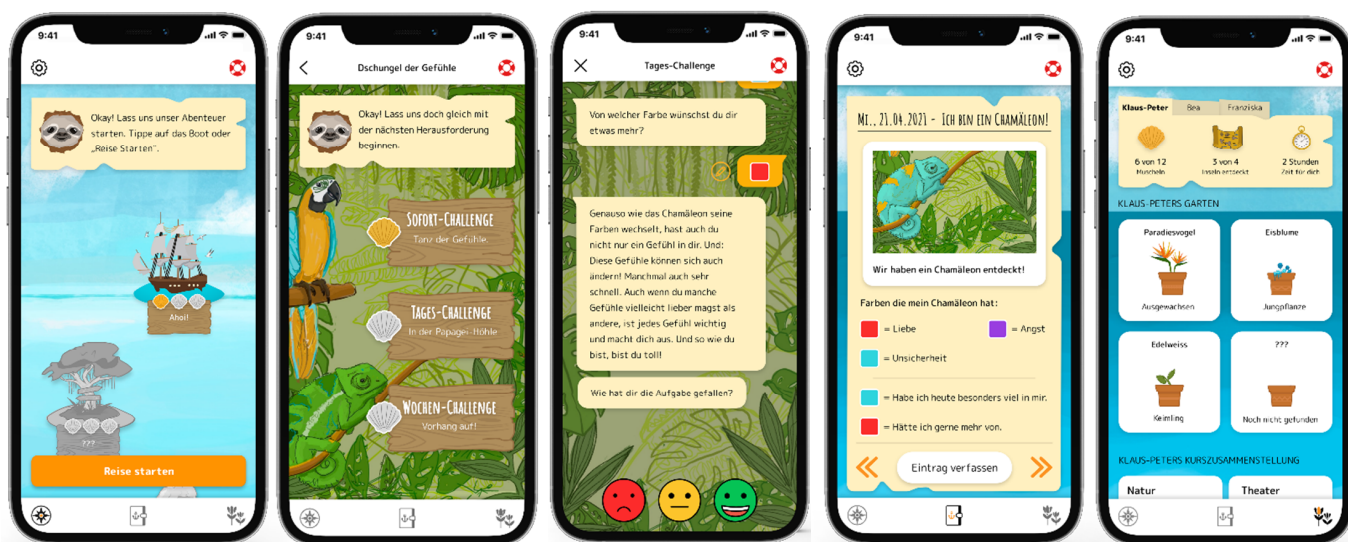 9:41
Okay! Lass uns unser Abenteuer
starten. Tippe auf das Boot oder
„Reise Starten".
Ahoi!
???
Reise starten
9:41
Dschungel der Gefühle
Okay! Lass uns doch gleich mit
der nächsten Herausforderung
beginnen.
Sofort-Challenge
Tanz der Gefühle.
Tages-Challenge
In der Papagei-Höhle
Wochen-Challenge
Vorhang auf!
9:41
Tages-Challenge
Von welcher Farbe wünschst du dir
etwas mehr?
Genauso wie das Chamäleon seine
Farben wechselt, hast auch du
nicht nur ein Gefühl in dir. Und:
Diese Gefühle können sich auch
ändern! Manchmal auch sehr
schnell. Auch wenn du manche
Gefühle vielleicht lieber magst als
andere, ist jedes Gefühl wichtig
und macht dich aus. Und so wie du
bist, bist du toll!
Wie hat dir die Aufgabe gefallen?
9:41
Mi., 21.04.2021 - Ich bin ein Chamäleon!
Wir haben ein Chamäleon entdeckt!
Farben die mein Chamäleon hat:
= Liebe
= Angst
= Unsicherheit
= Habe ich heute besonders viel in mir.
= Hätte ich gerne mehr von.
Eintrag verfassen
9:41
Klaus-Peter
Bea
Franziska
6 von 12
Muscheln
3 von 4
Inseln entdeckt
2 Stunden
Zeit für dich
KLAUS-PETERS GARTEN
Paradiesvogel
Ausgewachsen
Eisblume
Jungpflanze
Edelweiss
Keimling
???
Noch nicht gefunden
KLAUS-PETERS KURSZUSAMMENSTELLUNG
Natur
Theater